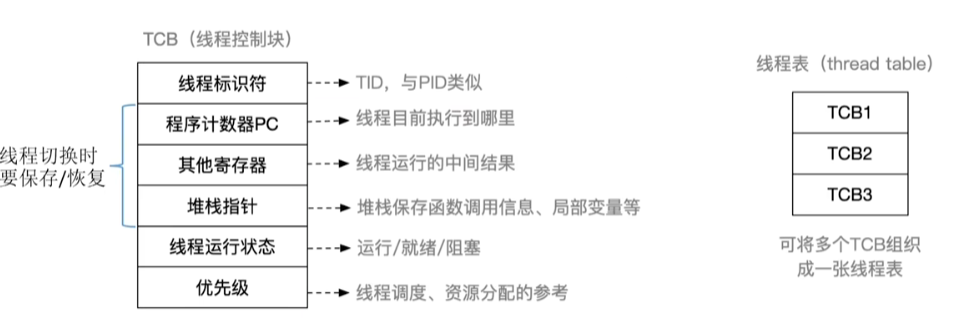 TCB（线程控制块）
线程标识符
TID，与PID类似
程序计数器PC
线程目前执行到哪里
其他寄存器
线程运行的中间结果
堆栈指针
堆栈保存函数调用信息、局部变量等
线程运行状态
运行/就绪/阻塞
优先级
线程调度、资源分配的参考
线程切换时
要保存/恢复
线程表（thread table）
TCB1
TCB2
TCB3
可将多个TCB组织
成一张线程表